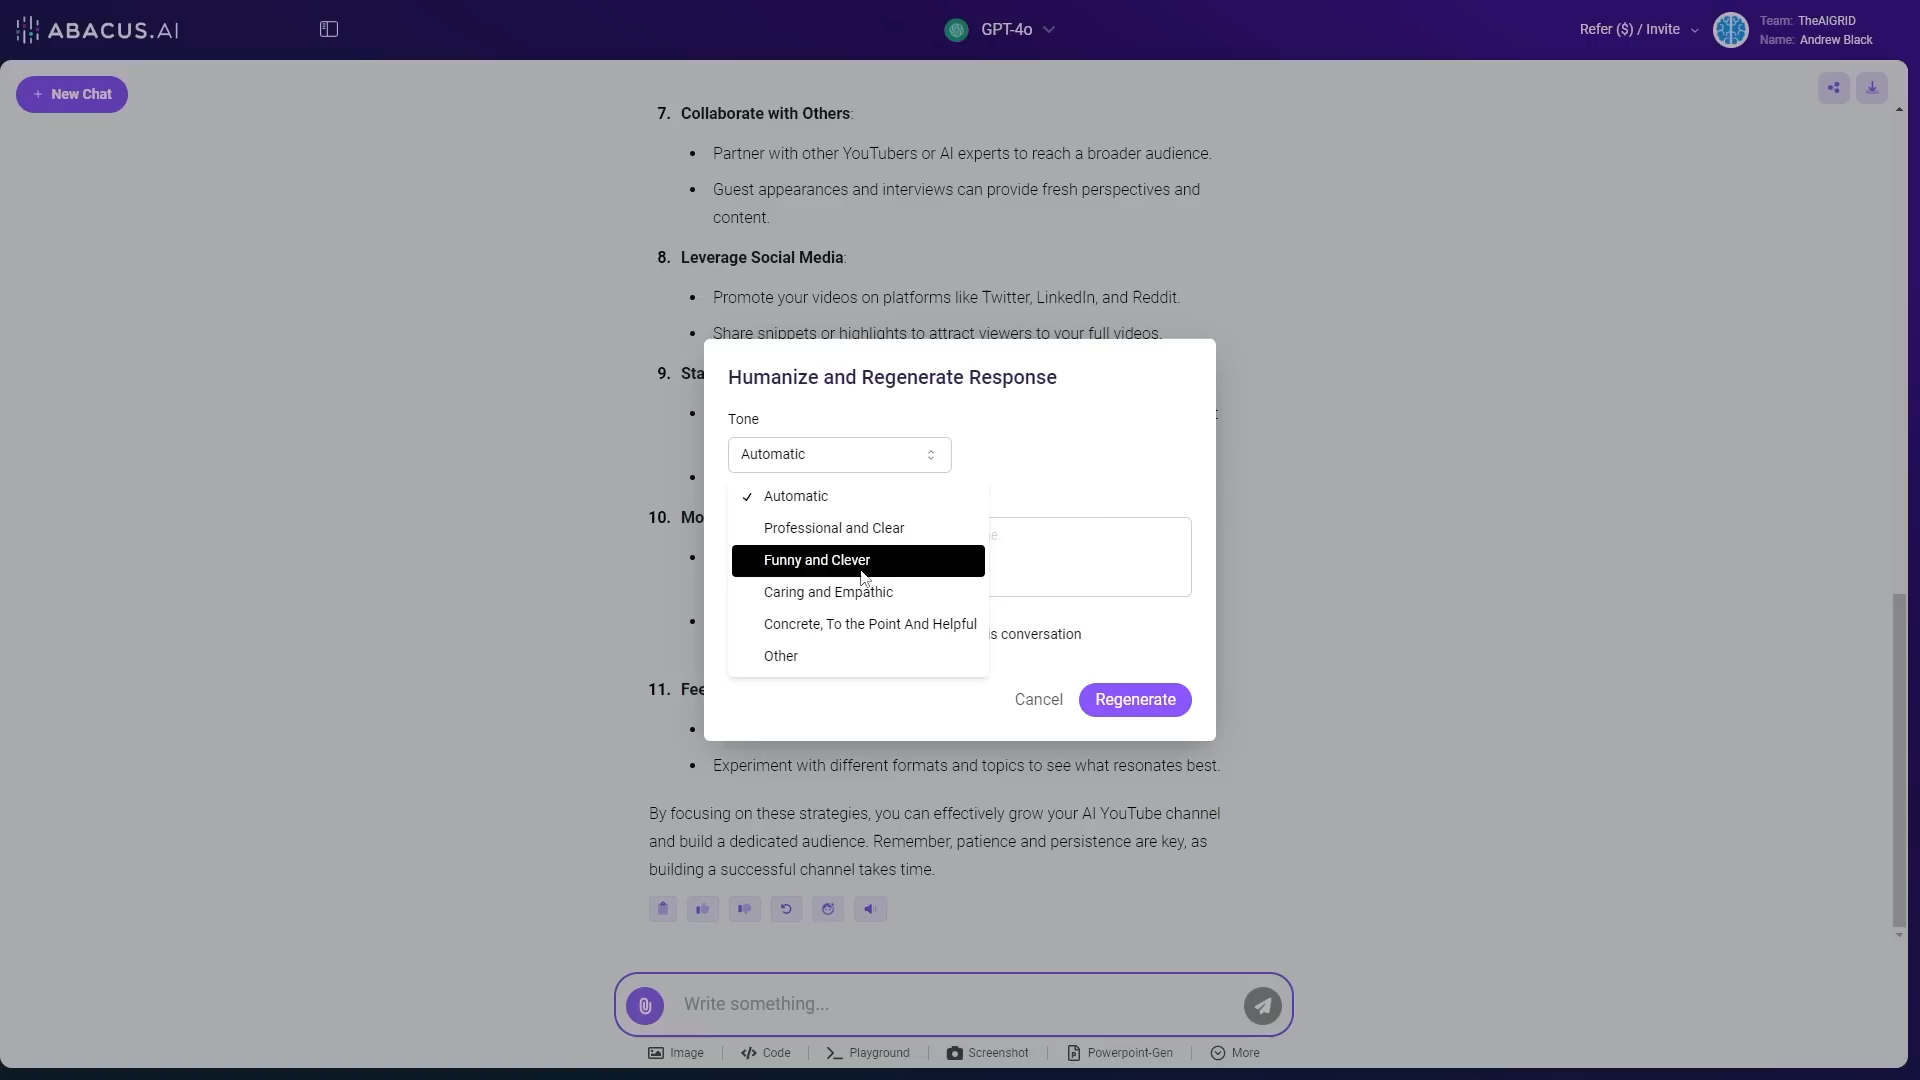 ABACUS.AI
GPT-4o
Refer ($) / Invite
Team: TheAIGRID
Name: Andrew Black
+ New Chat
7. Collaborate with Others:
• Partner with other YouTubers or AI experts to reach a broader audience.
• Guest appearances and interviews can provide fresh perspectives and
content.
8. Leverage Social Media:
• Promote your videos on platforms like Twitter, LinkedIn, and Reddit.
• Share snippets or highlights to attract viewers to your full videos.
9. Sta
Humanize and Regenerate Response
Tone
Automatic
✓ Automatic
Professional and Clear
Funny and Clever
Caring and Empathic
Concrete, To the Point And Helpful
Other
10. Mo
is conversation
11. Fee
Cancel
Regenerate
• Experiment with different formats and topics to see what resonates best.
By focusing on these strategies, you can effectively grow your AI YouTube channel
and build a dedicated audience. Remember, patience and persistence are key, as
building a successful channel takes time.
Write something...
Image
Code
Playground
Screenshot
Powerpoint-Gen
More